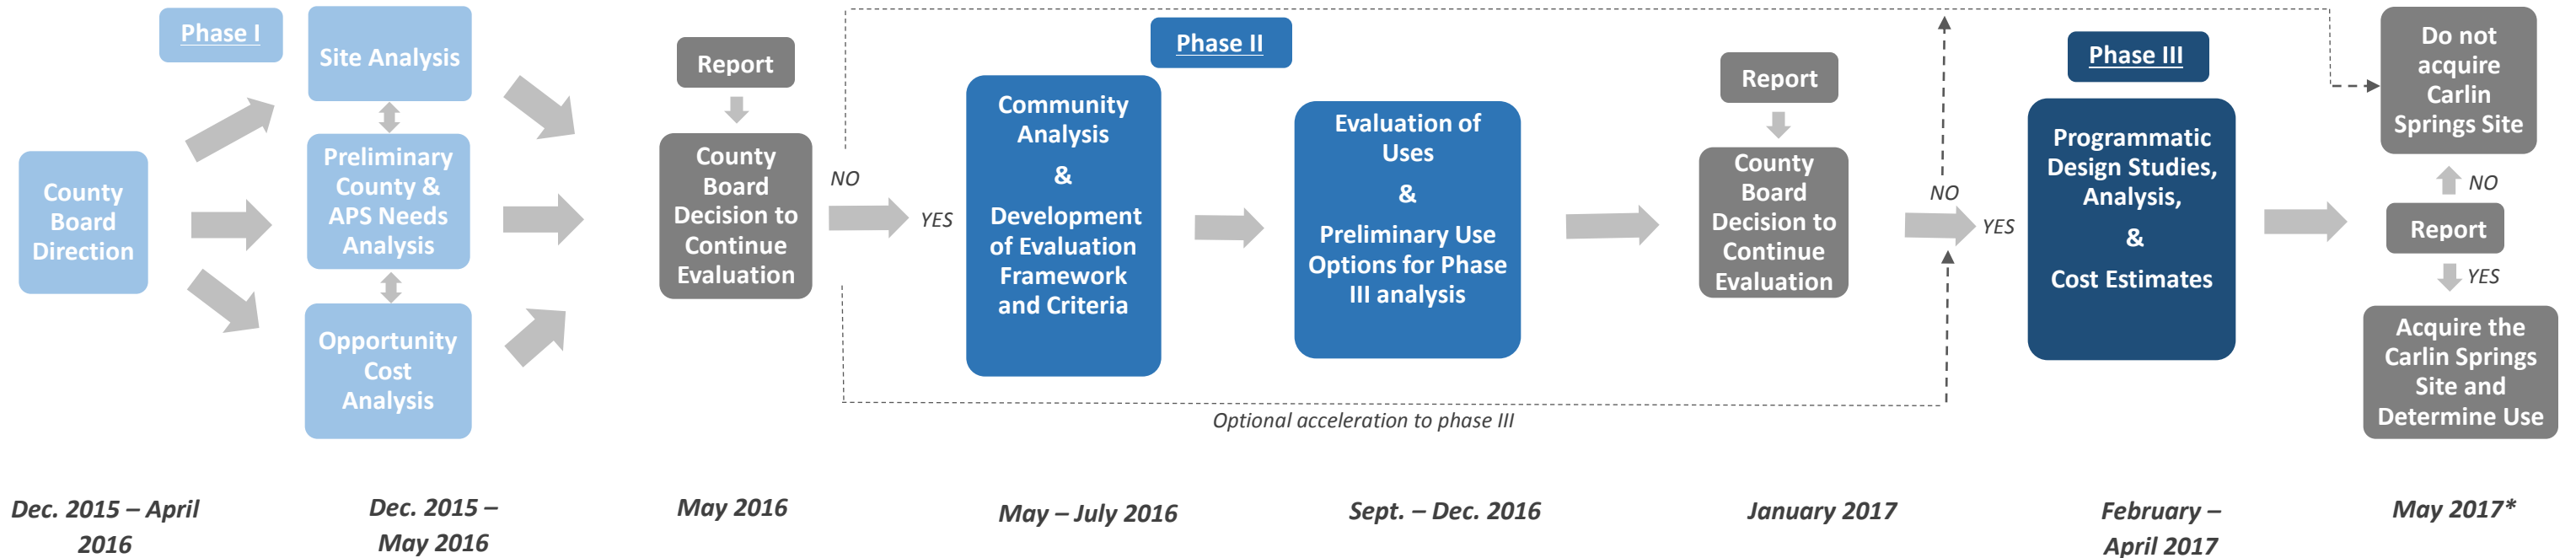 Phase I
County
Board
Direction
Site Analysis
Preliminary
County &
APS Needs
Analysis
Opportunity
Cost
Analysis
Report
County
Board
Decision to
Continue
Evaluation
NO
YES
Phase II
Community
Analysis
&
Development
of Evaluation
Framework
and Criteria
Evaluation of
Uses
&
Preliminary Use
Options for Phase
III analysis
Optional acceleration to phase III
Report
County
Board
Decision to
Continue
Evaluation
NO
YES
Phase III
Programmatic
Design Studies,
Analysis,
&
Cost Estimates
Do not
acquire
Carlin
Springs Site
NO
Report
YES
Acquire the
Carlin Springs
Site and
Determine Use
Dec. 2015 – April
2016
Dec. 2015 –
May 2016
May 2016
May – July 2016
Sept. – Dec. 2016
January 2017
February –
April 2017
May 2017*